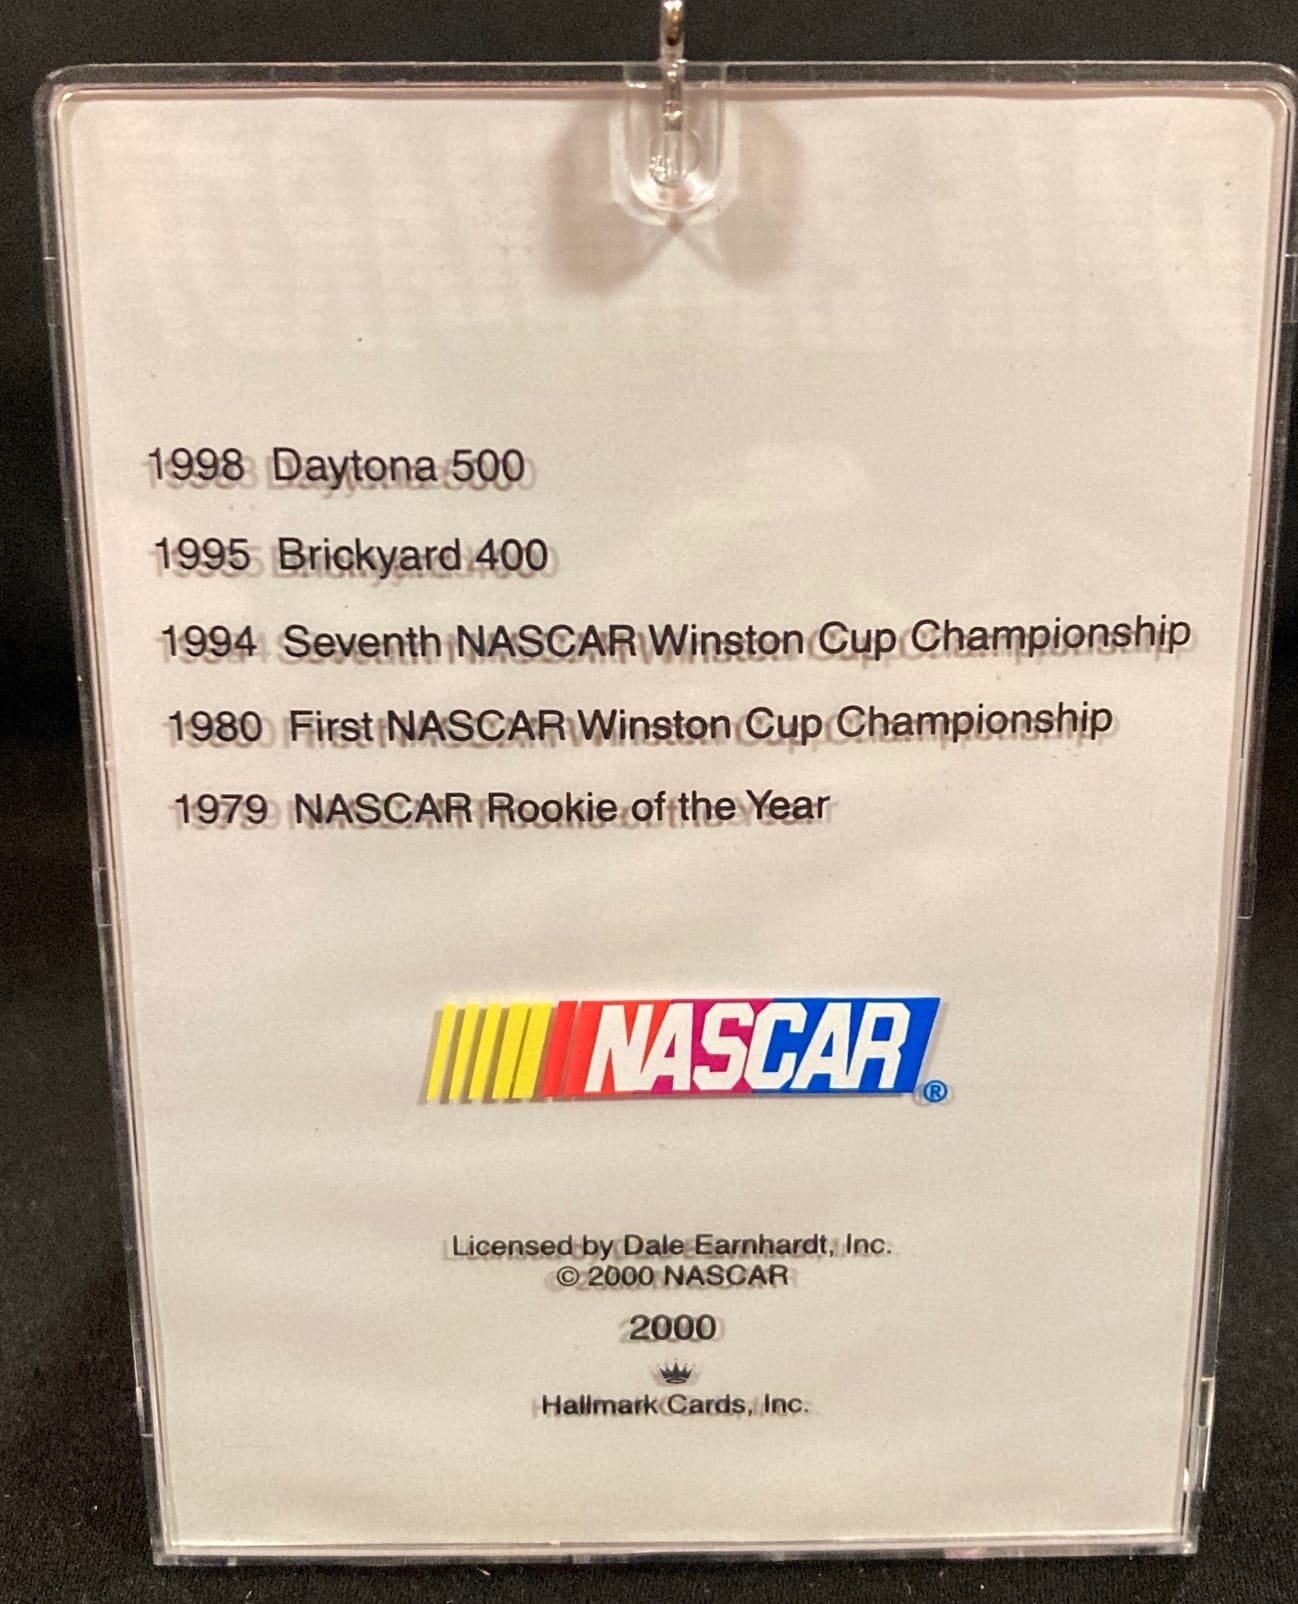 1998 Daytona 500
1995 Brickyard 400
1994 Seventh NASCAR Winston Cup Championship
1980 First NASCAR Winston Cup Championship
1979 NASCAR Rookie of the Year
NASCAR®
Licensed by Dale Earnhardt, Inc.
© 2000 NASCAR
2000
Hallmark Cards, Inc.